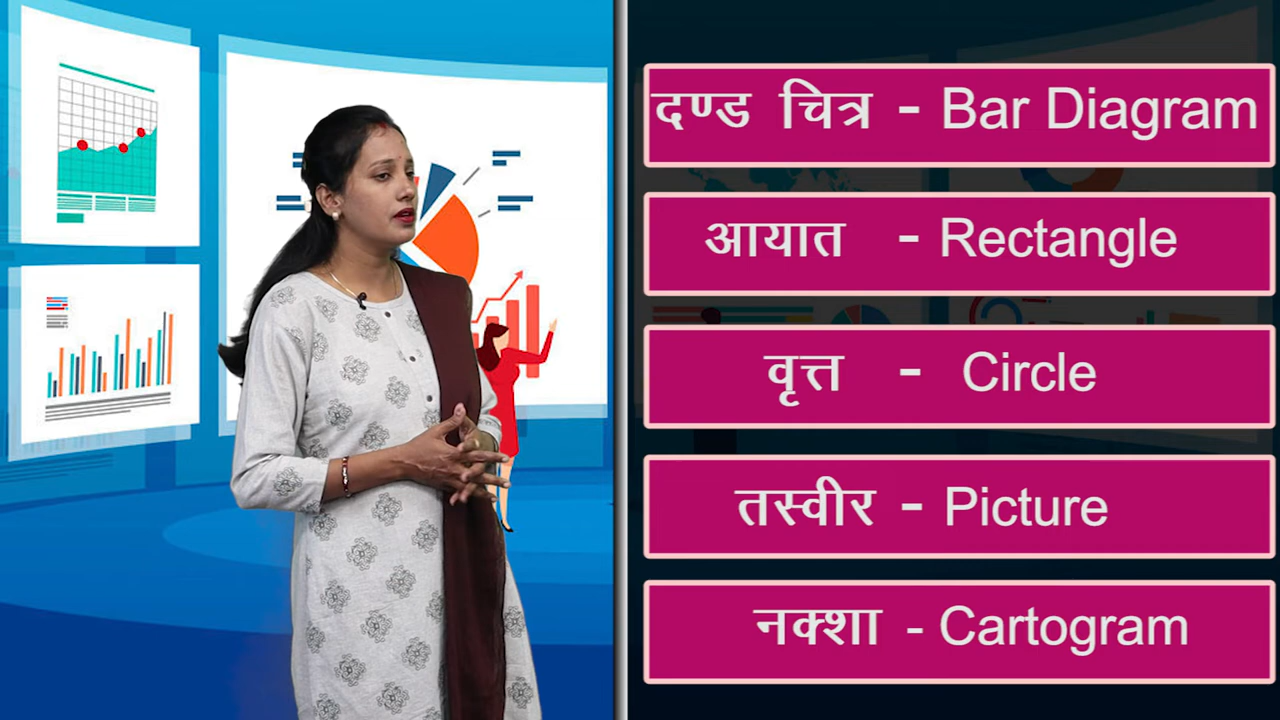 दण्ड चित्र - Bar Diagram
आयात - Rectangle
वृत्त - Circle
तस्वीर - Picture
नक्शा - Cartogram